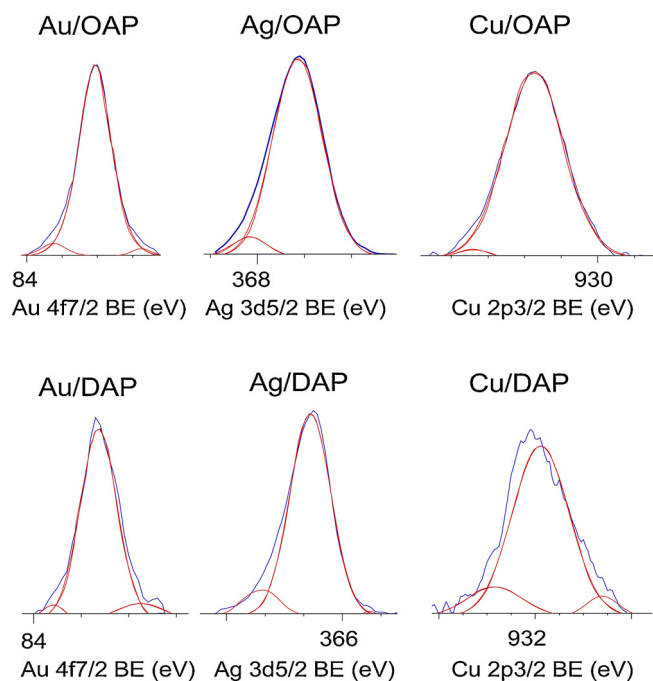 Au/OAP Ag/OAP Cu/OAP
84 368 930
Au 4f7/2 BE (eV) Ag 3d5/2 BE (eV) Cu 2p3/2 BE (eV)
Au/DAP Ag/DAP Cu/DAP
84 366 932
Au 4f7/2 BE (eV) Ag 3d5/2 BE (eV) Cu 2p3/2 BE (eV)